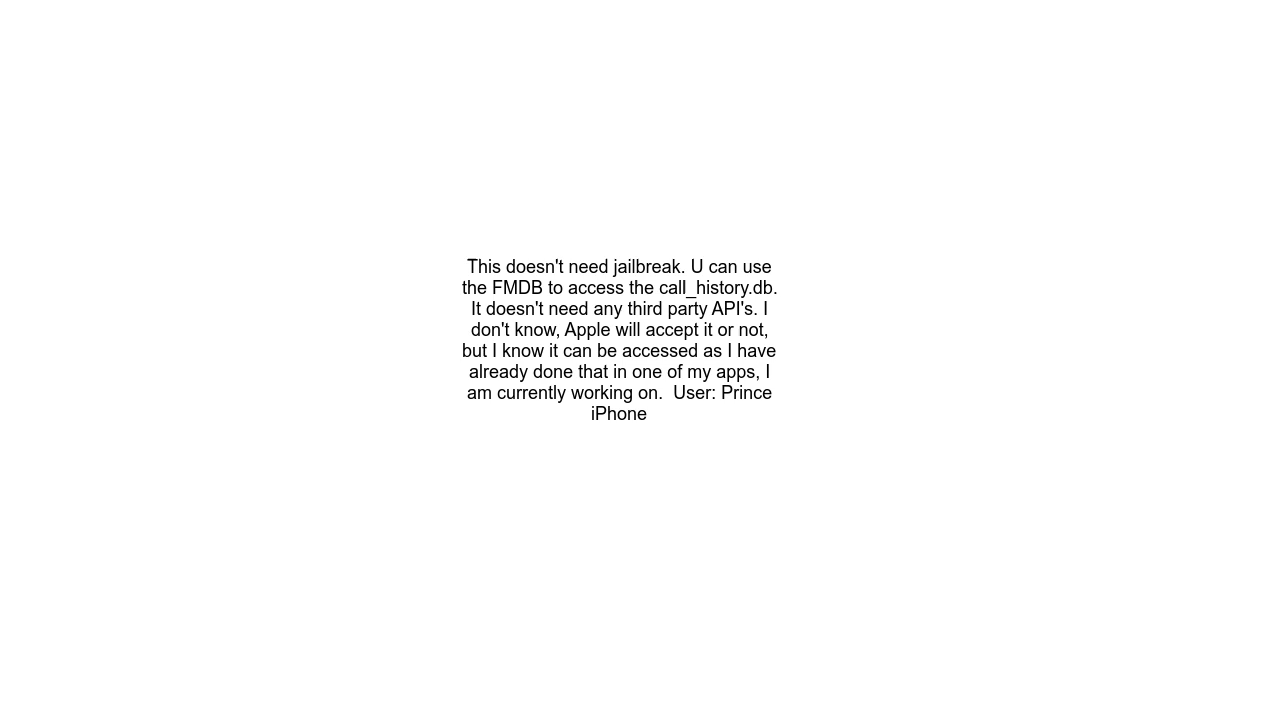 This doesn't need jailbreak. U can use
the FMDB to access the call_history.db.
It doesn't need any third party API's. I
don't know, Apple will accept it or not,
but I know it can be accessed as I have
already done that in one of my apps, I
am currently working on.  User: Prince
iPhone